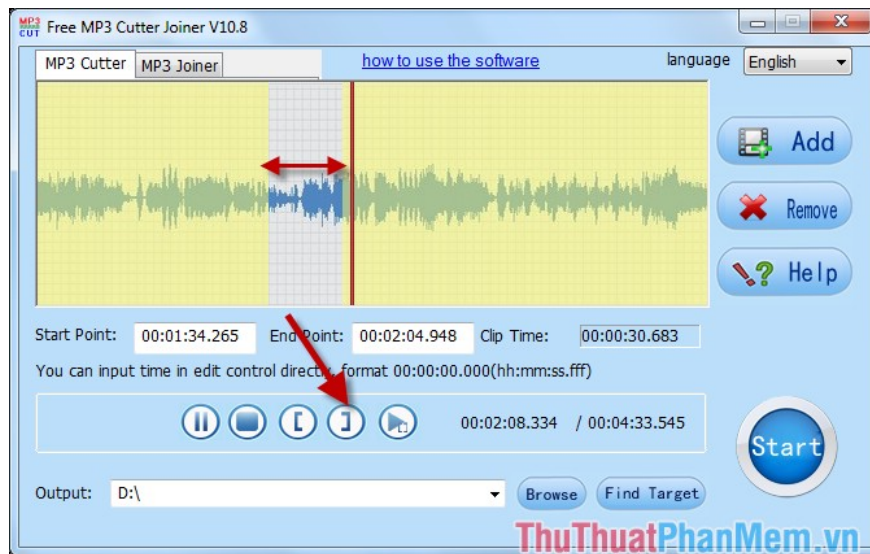 MP3 CUT Free MP3 Cutter Joiner V10.8
MP3 Cutter MP3 Joiner how to use the software language English
Add
Remove
Help
Start Point: 00:01:34.265 End Point: 00:02:04.948 Clip Time: 00:00:30.683
You can input time in edit control directly, format 00:00:00.000(hh:mm:ss.fff)
00:02:08.334 / 00:04:33.545
Start
Output: D:\ Browse Find Target
ThuThuatPhanMem.vn